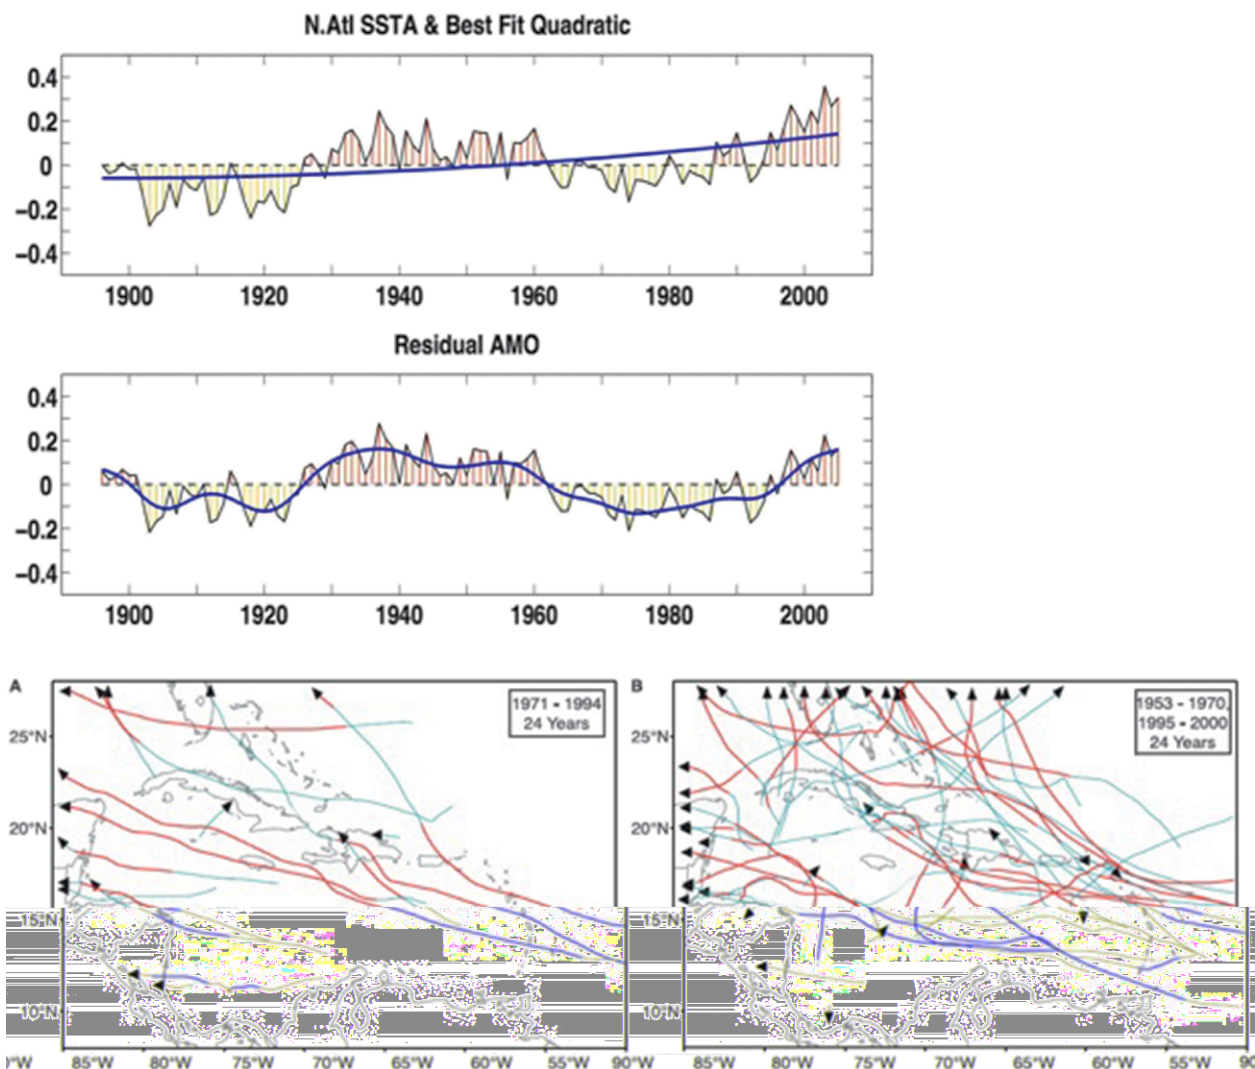 N.Atl SSTA & Best Fit Quadratic
0.4
0.2
0
−0.2
−0.4
1900 1920 1940 1960 1980 2000
Residual AMO
0.4
0.2
0
−0.2
−0.4
1900 1920 1940 1960 1980 2000
A
1971 - 1994
24 Years
25°N
20°N
15°N
10°N
0°W 85°W 80°W 75°W 70°W 65°W 60°W 55°W 90°W
B
1953 - 1970,
1995 - 2000
24 Years
25°N
20°N
15°N
10°N
85°W 80°W 75°W 70°W 65°W 60°W 55°W 90